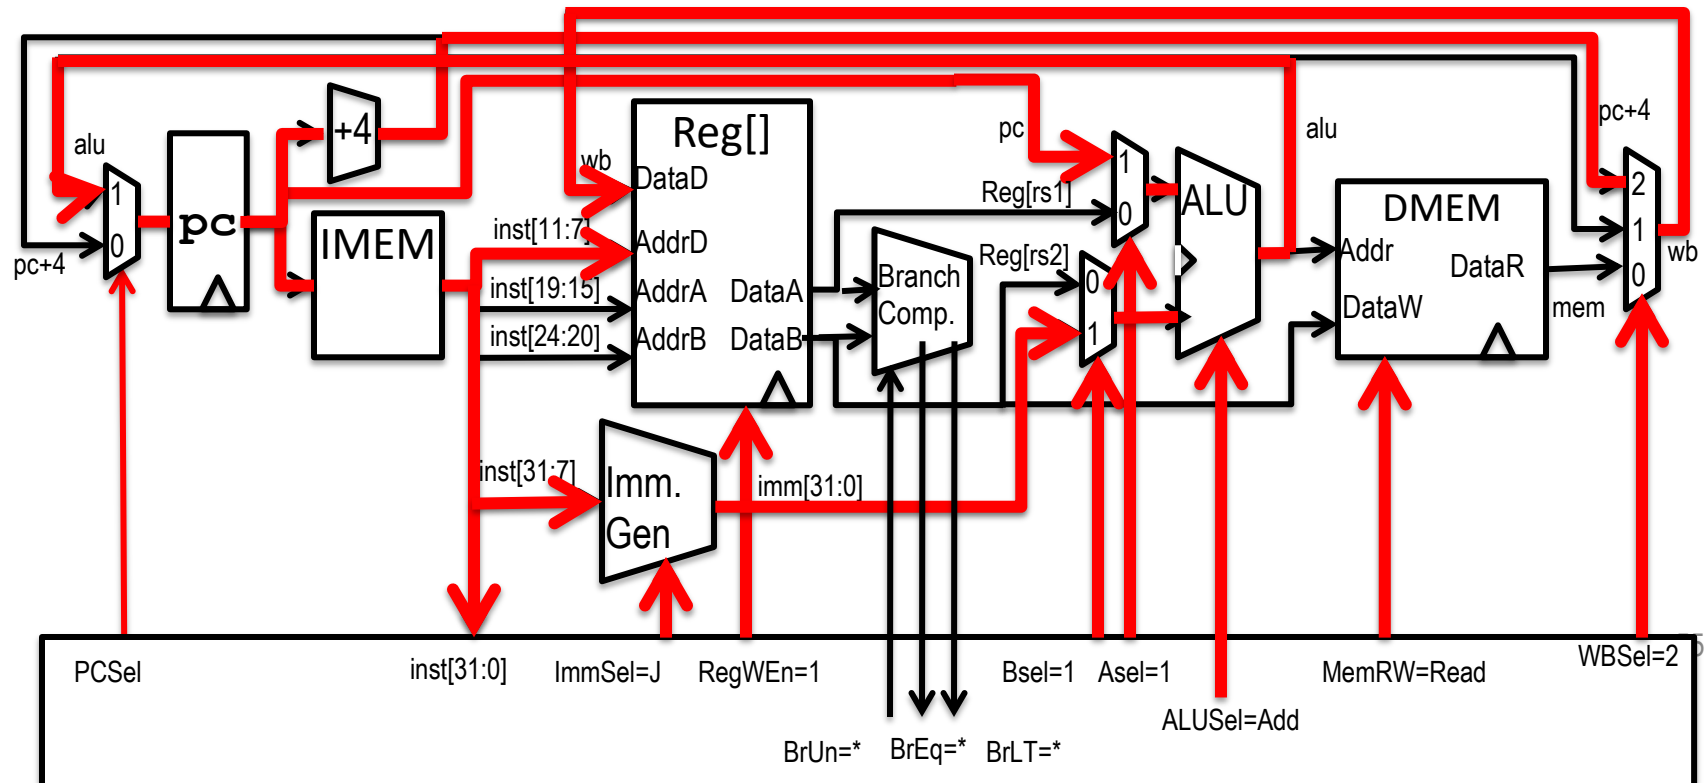 +4
Reg[]
pc+4
alu
pc
alu
wb
DataD
1
1
2
Reg[rs1]
ALU
DMEM
pc
IMEM
inst[11:7]
AddrD
0
1
0
pc+4
Reg[rs2]
Addr
wb
inst[19:15]
AddrA
DataA
Branch
Comp.
0
DataR
0
inst[24:20]
AddrB
DataB
1
DataW
mem
inst[31:7]
Imm.
Gen
imm[31:0]
PCSel
inst[31:0]
ImmSel=J
RegWEn=1
Bsel=1
Asel=1
MemRW=Read
WBSel=2
ALUSel=Add
BrUn=*
BrEq=*
BrLT=*